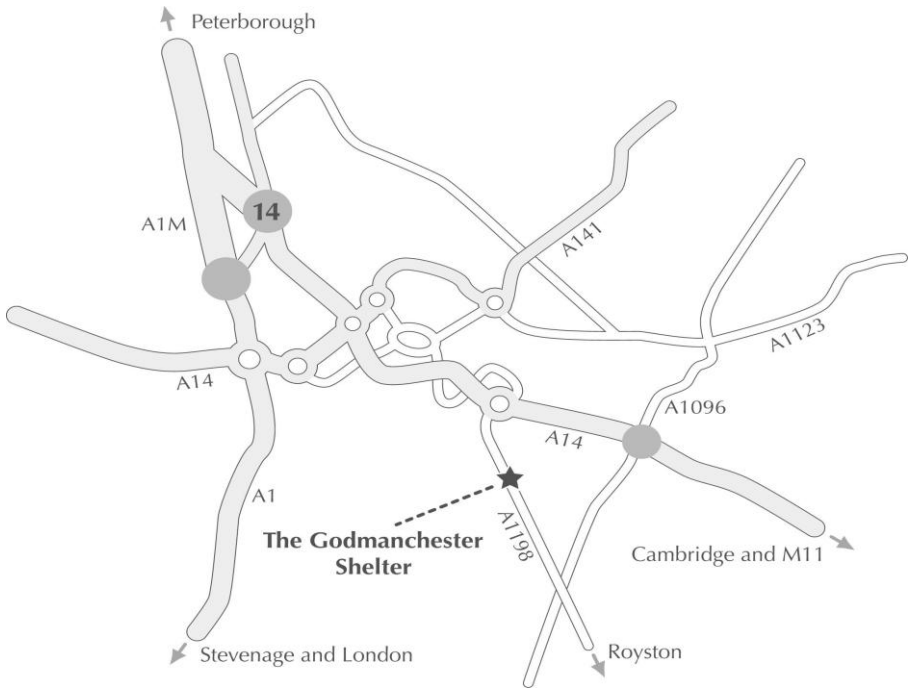 Peterborough
14
A1M
A141
A1123
A14
A1096
A14
A1
A1198
The Godmanchester
Shelter
Cambridge and M11
Stevenage and London
Royston